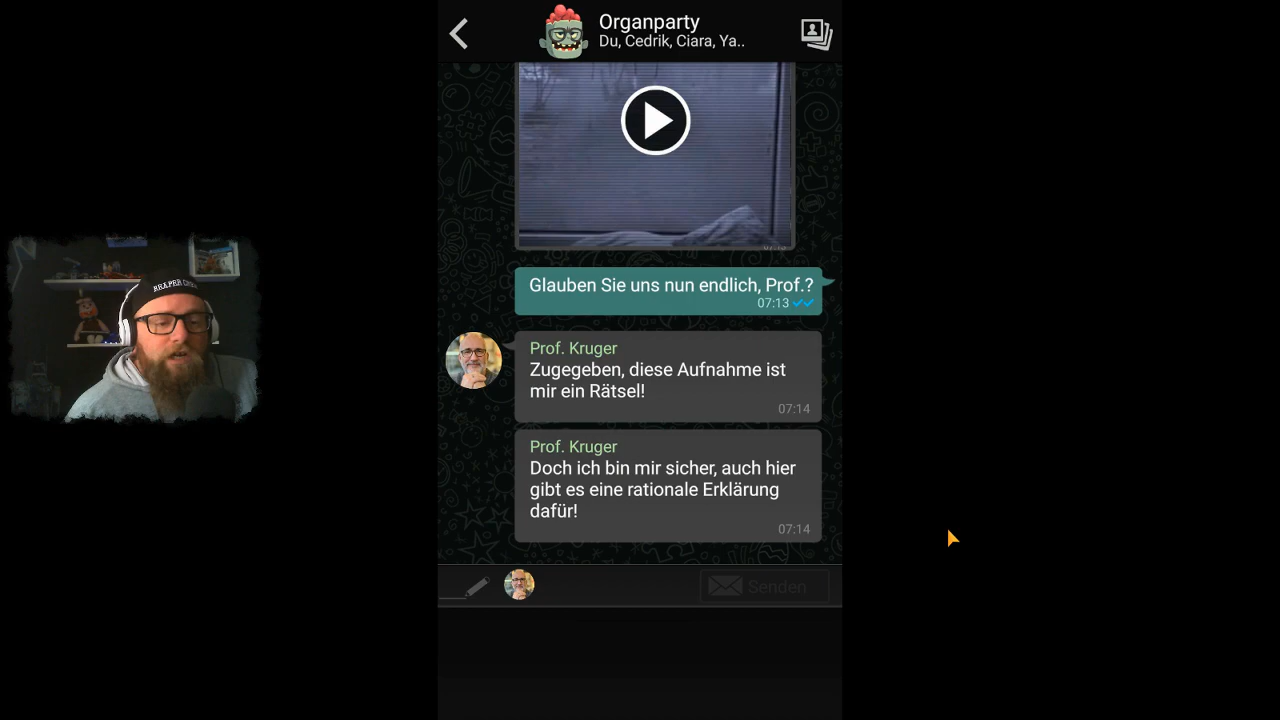 Organparty
Du, Cedrik, Ciara, Ya..
Glauben Sie uns nun endlich, Prof.?
07:13
Prof. Kruger
Zugegeben, diese Aufnahme ist
mir ein Rätsel!
07:14
Prof. Kruger
Doch ich bin mir sicher, auch hier
gibt es eine rationale Erklärung
dafür!
07:14
Senden